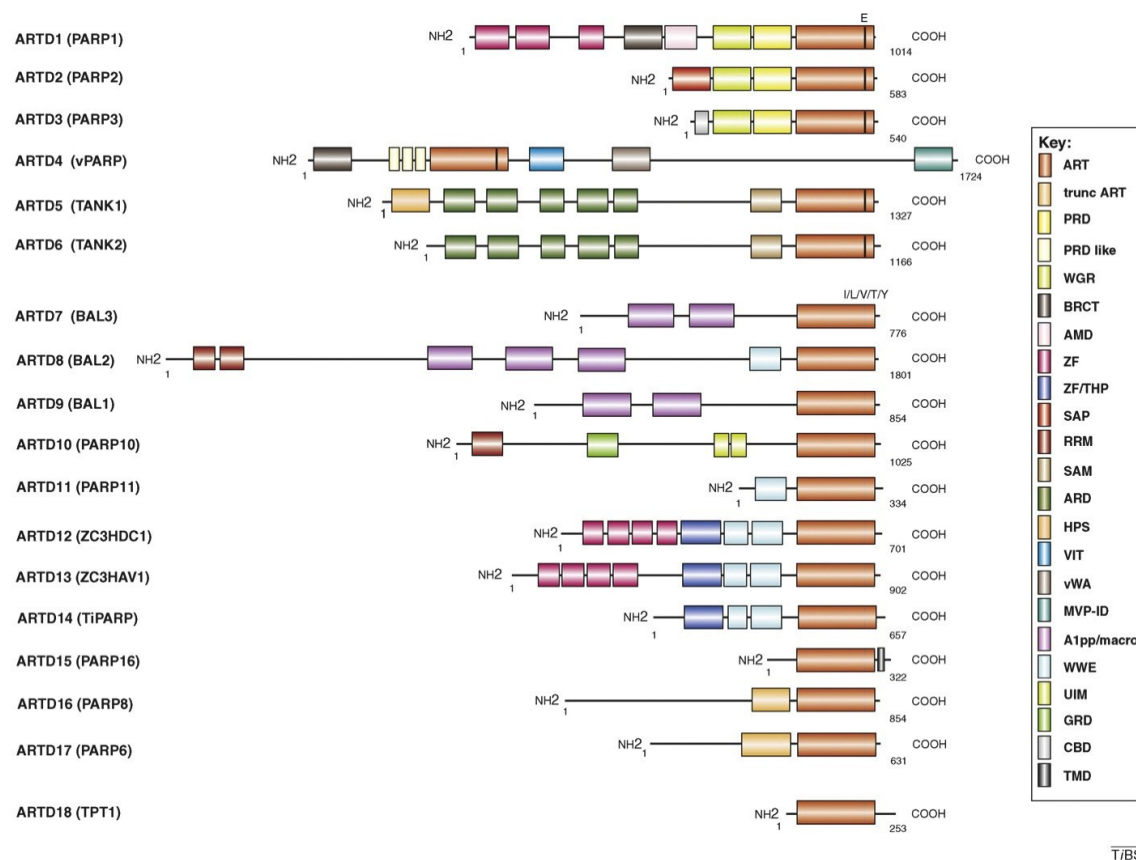 E
ARTD1 (PARP1) NH2 1 1014 COOH
ARTD2 (PARP2) NH2 1 583 COOH
ARTD3 (PARP3) NH2 1 540 COOH
ARTD4 (vPARP) NH2 1 1724 COOH
ARTD5 (TANK1) NH2 1 1327 COOH
ARTD6 (TANK2) NH2 1 1166 COOH
I/L/V/T/Y
ARTD7 (BAL3) NH2 1 776 COOH
ARTD8 (BAL2) NH2 1 1801 COOH
ARTD9 (BAL1) NH2 1 854 COOH
ARTD10 (PARP10) NH2 1 1025 COOH
ARTD11 (PARP11) NH2 1 334 COOH
ARTD12 (ZC3HDC1) NH2 1 701 COOH
ARTD13 (ZC3HAV1) NH2 1 902 COOH
ARTD14 (TiPARP) NH2 1 657 COOH
ARTD15 (PARP16) NH2 1 322 COOH
ARTD16 (PARP8) NH2 1 854 COOH
ARTD17 (PARP6) NH2 1 631 COOH
ARTD18 (TPT1) NH2 1 253 COOH
Key:
ART
trunc ART
PRD
PRD like
WGR
BRCT
AMD
ZF
ZF/THP
SAP
RRM
SAM
ARD
HPS
VIT
vWA
MVP-ID
A1pp/macro
WWE
UIM
GRD
CBD
TMD
TiBS